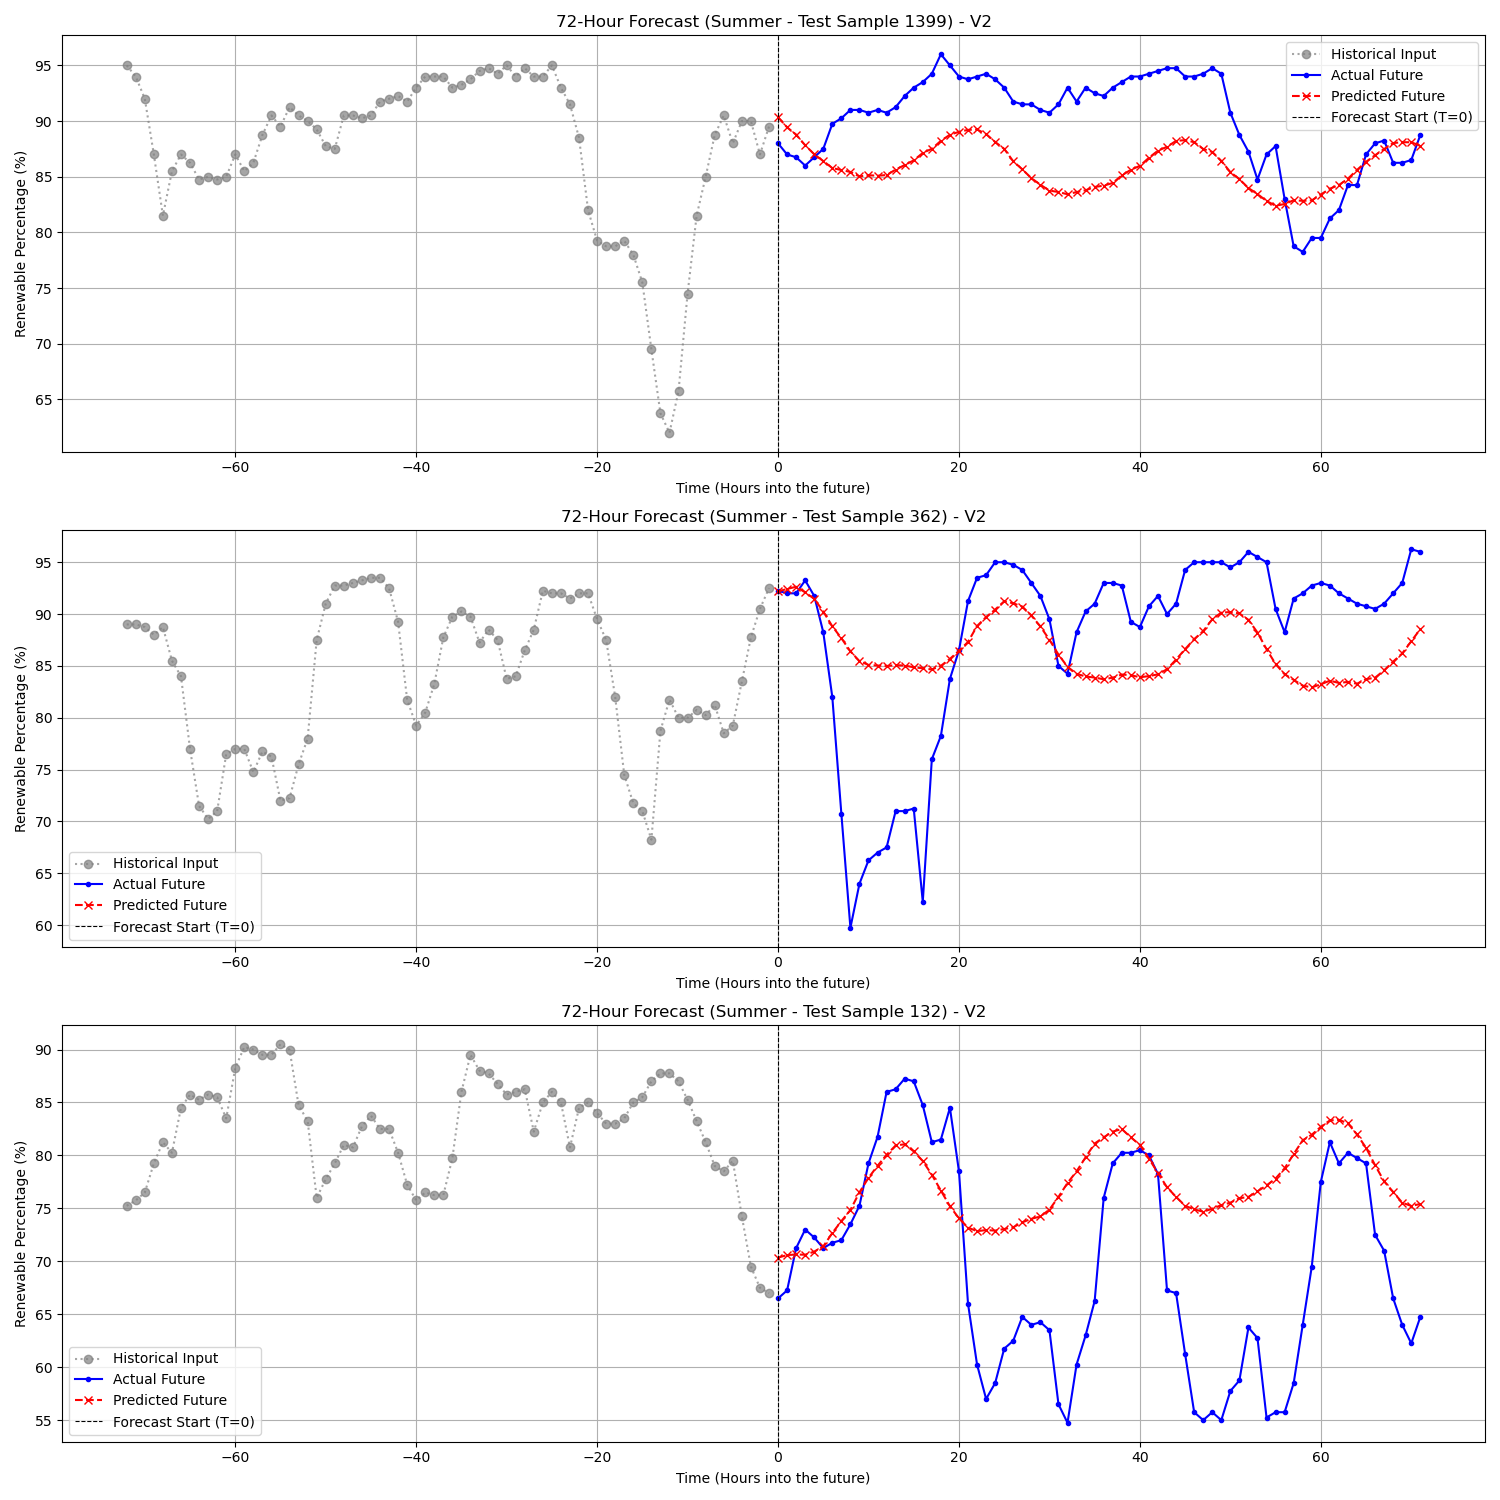 72-Hour Forecast (Summer - Test Sample 1399) - V2
Renewable Percentage (%)
95
90
85
80
75
70
65
Historical Input
Actual Future
Predicted Future
Forecast Start (T=0)
−60 −40 −20 0 20 40 60
Time (Hours into the future)
72-Hour Forecast (Summer - Test Sample 362) - V2
Renewable Percentage (%)
95
90
85
80
75
70
65
60
Historical Input
Actual Future
Predicted Future
Forecast Start (T=0)
−60 −40 −20 0 20 40 60
Time (Hours into the future)
72-Hour Forecast (Summer - Test Sample 132) - V2
Renewable Percentage (%)
90
85
80
75
70
65
60
55
Historical Input
Actual Future
Predicted Future
Forecast Start (T=0)
−60 −40 −20 0 20 40 60
Time (Hours into the future)